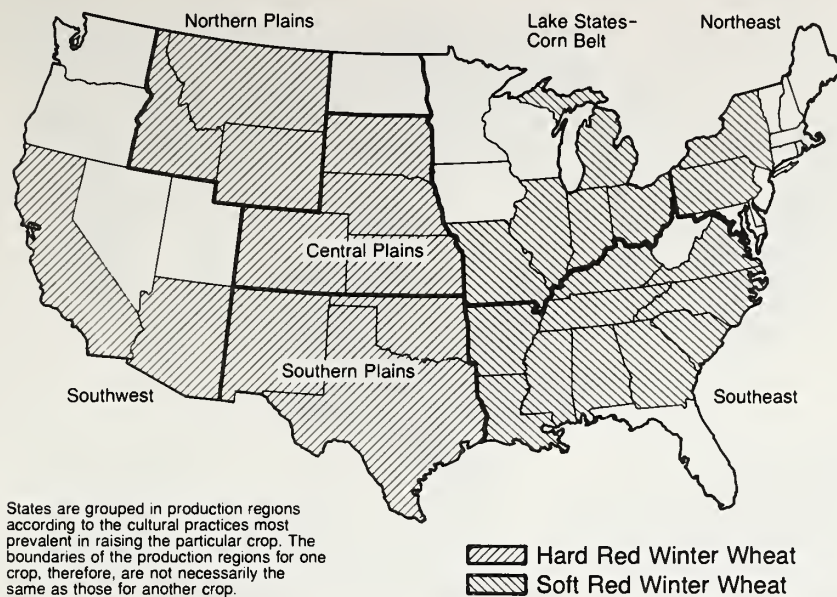 Northern Plains
Lake States-
Corn Belt
Northeast
Central Plains
Southern Plains
Southwest
Southeast
States are grouped in production regions
according to the cultural practices most
prevalent in raising the particular crop. The
boundaries of the production regions for one
crop, therefore, are not necessarily the
same as those for another crop.
Hard Red Winter Wheat
Soft Red Winter Wheat